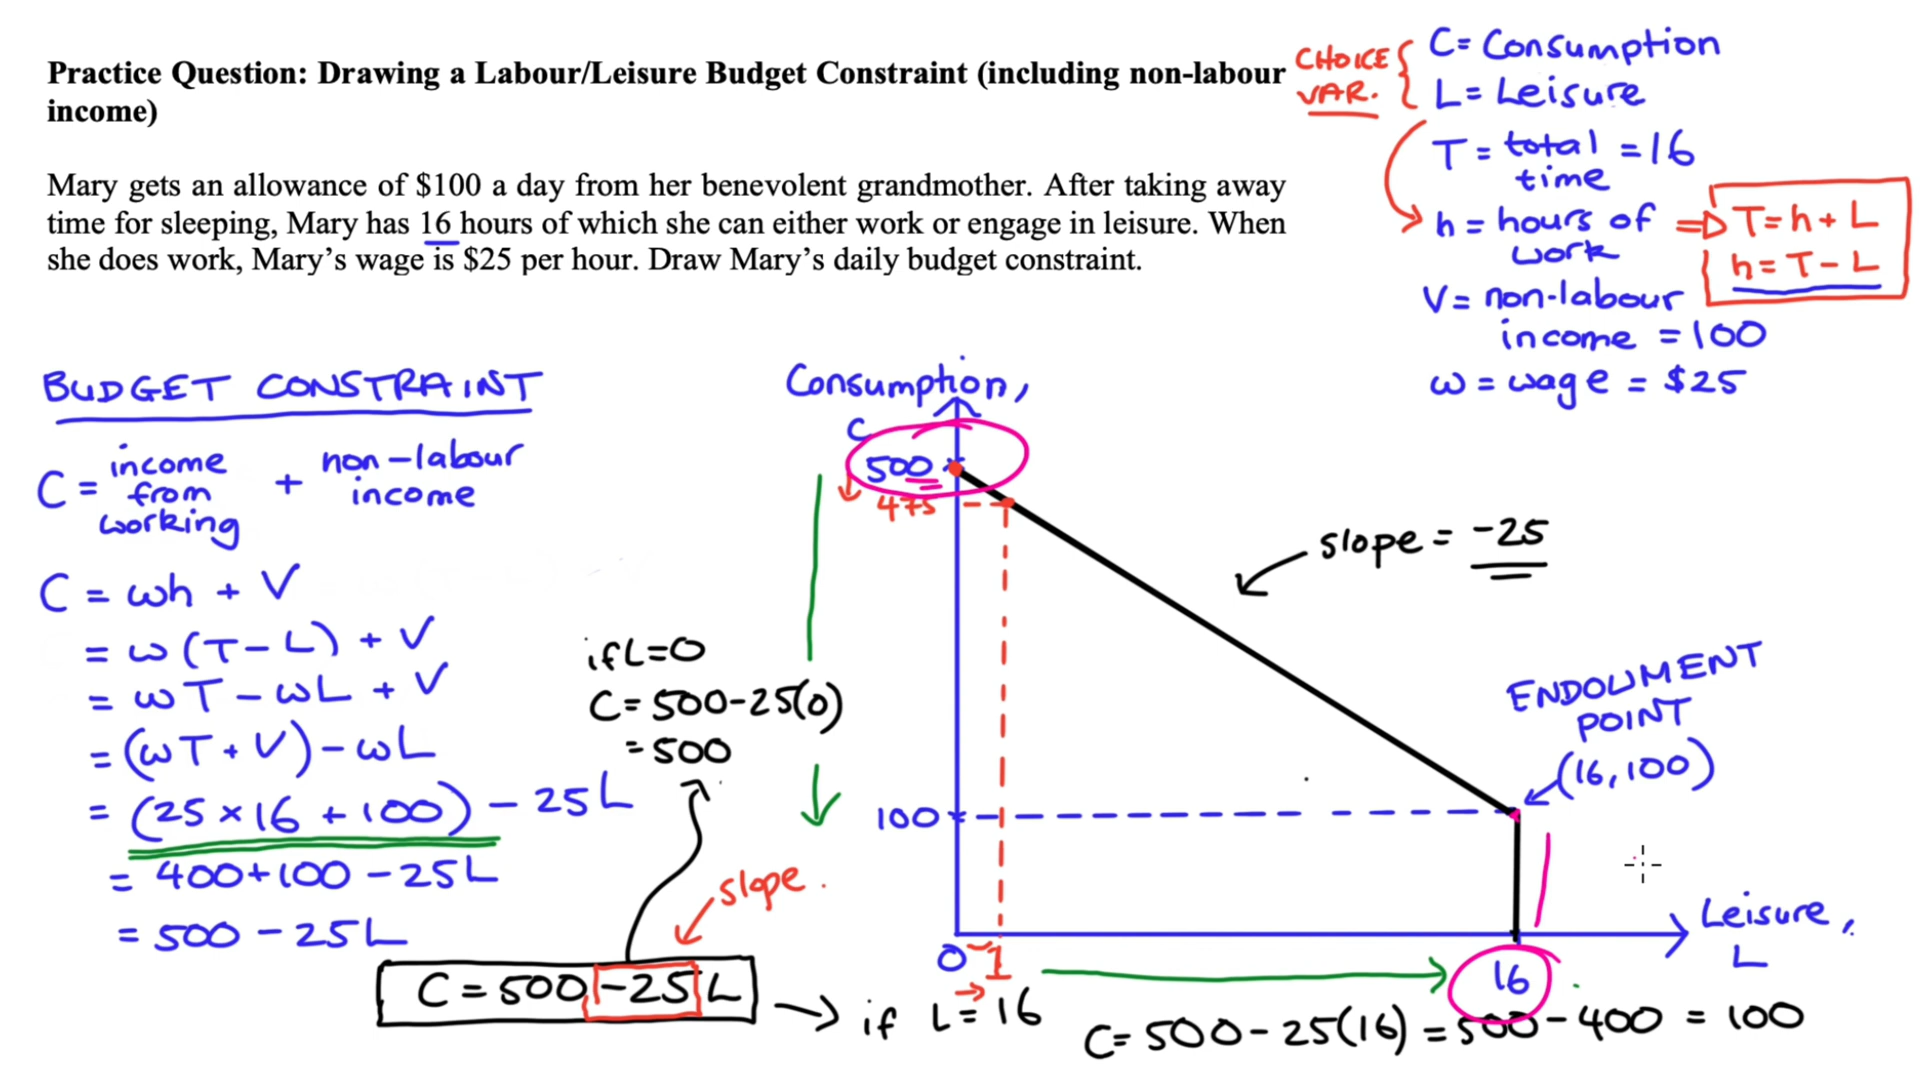 Practice Question: Drawing a Labour/Leisure Budget Constraint (including non-labour
income)
Mary gets an allowance of $100 a day from her benevolent grandmother. After taking away
time for sleeping, Mary has 16 hours of which she can either work or engage in leisure. When
she does work, Mary's wage is $25 per hour. Draw Mary's daily budget constraint.
CHOICE
VAR.
C = Consumption
L = Leisure
T = total = 16
time
h = hours of
work
⇒ T = h + L
h = T - L
V = non-labour
income = 100
w = wage = $25
BUDGET CONSTRAINT
C = income + non-labour
from income
working
C = wh + V
= w (T - L) + V
= wT - wL + V
= (wT + V) - wL
= (25 × 16 + 100) - 25L
= 400 + 100 - 25L
= 500 - 25L
C = 500 - 25L
slope.
if L=0
C = 500 - 25(0)
= 500
Consumption,
C
500
475
100
slope = -25
ENDOWMENT
POINT
(16,100)
0 1
16
Leisure,
L
if L = 16
C = 500 - 25(16) = 500 - 400 = 100